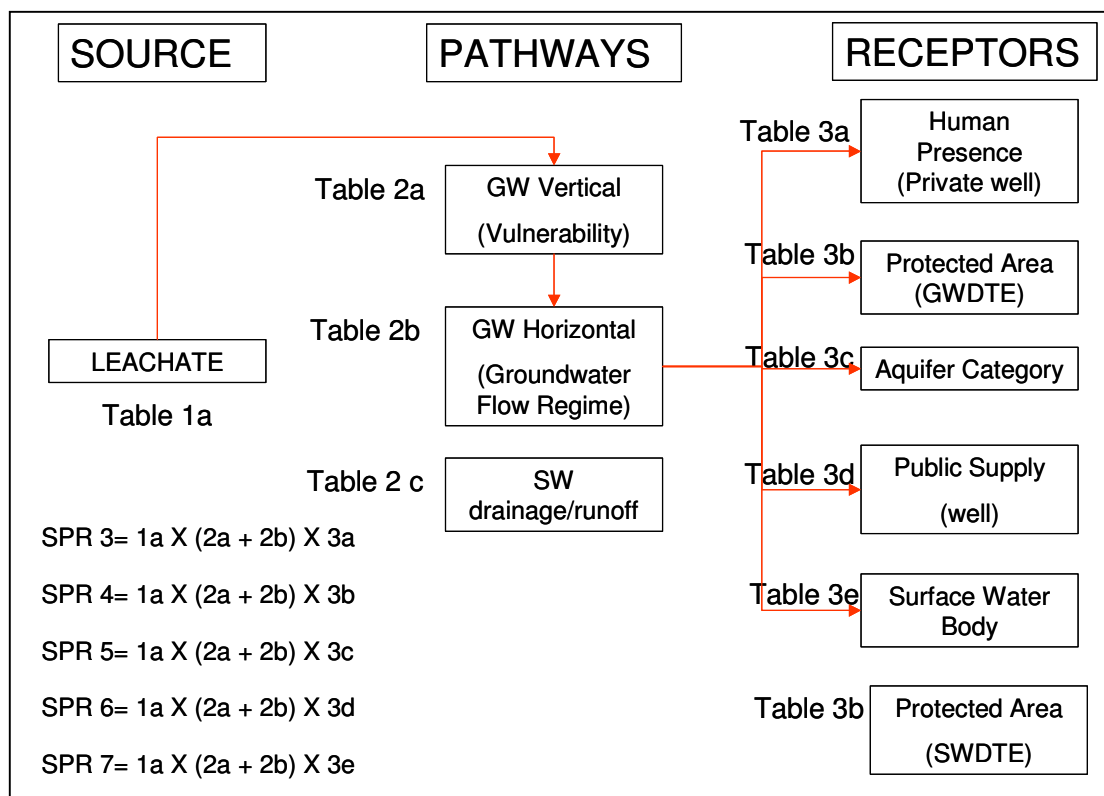 SOURCE
PATHWAYS
RECEPTORS
Table 3a
Human
Presence
(Private well)
Table 2a
GW Vertical
(Vulnerability)
Table 3b
Protected Area
(GWDTE)
Table 2b
GW Horizontal
(Groundwater
Flow Regime)
LEACHATE
Table 1a
Table 3c
Aquifer Category
Table 2 c
SW
drainage/runoff
Table 3d
Public Supply
(well)
SPR 3= 1a X (2a + 2b) X 3a
SPR 4= 1a X (2a + 2b) X 3b
SPR 5= 1a X (2a + 2b) X 3c
SPR 6= 1a X (2a + 2b) X 3d
SPR 7= 1a X (2a + 2b) X 3e
Table 3e
Surface Water
Body
Table 3b
Protected Area
(SWDTE)